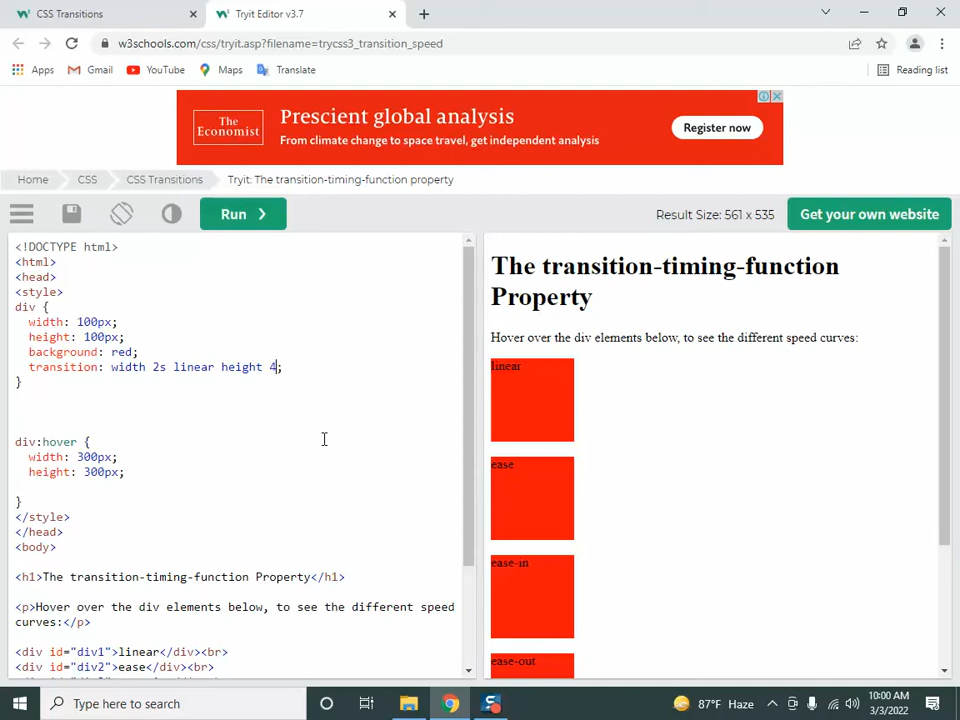 CSS Transitions
Tryit Editor v3.7
w3schools.com/css/tryit.asp?filename=trycss3_transition_speed
Apps
Gmail
YouTube
Maps
Translate
Reading list
The
Economist
Prescient global analysis
From climate change to space travel, get independent analysis
Register now
Home
CSS
CSS Transitions
Tryit: The transition-timing-function property
Run ❯
Result Size: 561 x 535
Get your own website
<!DOCTYPE html>
<html>
<head>
<style>
div {
  width: 100px;
  height: 100px;
  background: red;
  transition: width 2s linear height 4;
}
div:hover {
  width: 300px;
  height: 300px;
}
</style>
</head>
<body>
<h1>The transition-timing-function Property</h1>
<p>Hover over the div elements below, to see the different speed
curves:</p>
<div id="div1">linear</div><br>
<div id="div2">ease</div><br>
The transition-timing-function
Property
Hover over the div elements below, to see the different speed curves:
linear
ease
ease-in
ease-out
Type here to search
87°F Haze
10:00 AM
3/3/2022